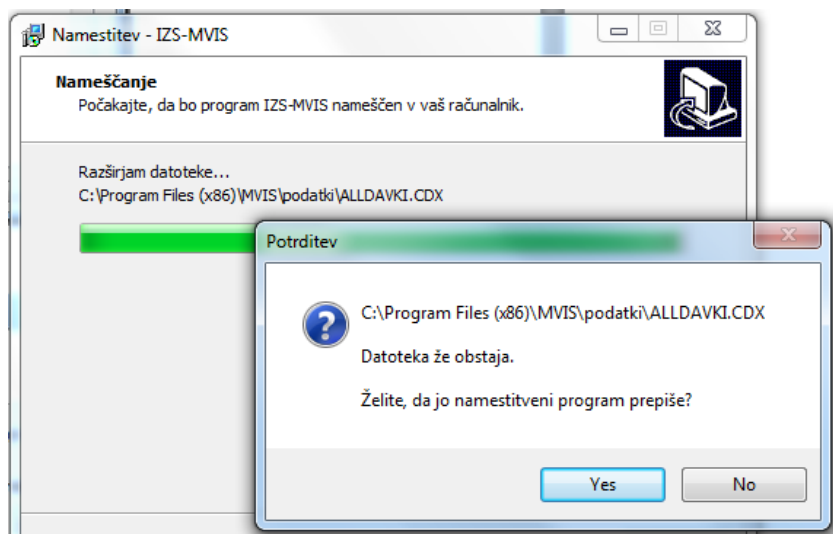 Namestitev - IZS-MVIS
Nameščanje
Počakajte, da bo program IZS-MVIS nameščen v vaš računalnik.
Razširjam datoteke...
C:\Program Files (x86)\MVIS\podatki\ALLDAVKI.CDX
Potrditev
C:\Program Files (x86)\MVIS\podatki\ALLDAVKI.CDX
Datoteka že obstaja.
Želite, da jo namestitveni program prepiše?
Yes
No